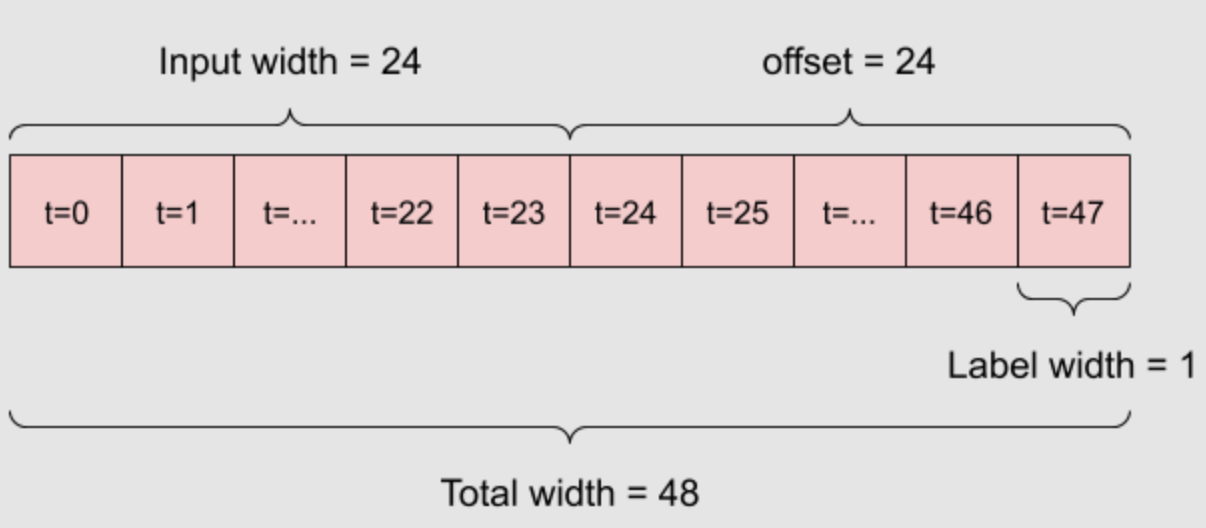 Input width = 24 offset = 24
t=0 t=1 t=... t=22 t=23 t=24 t=25 t=... t=46 t=47
Label width = 1
Total width = 48